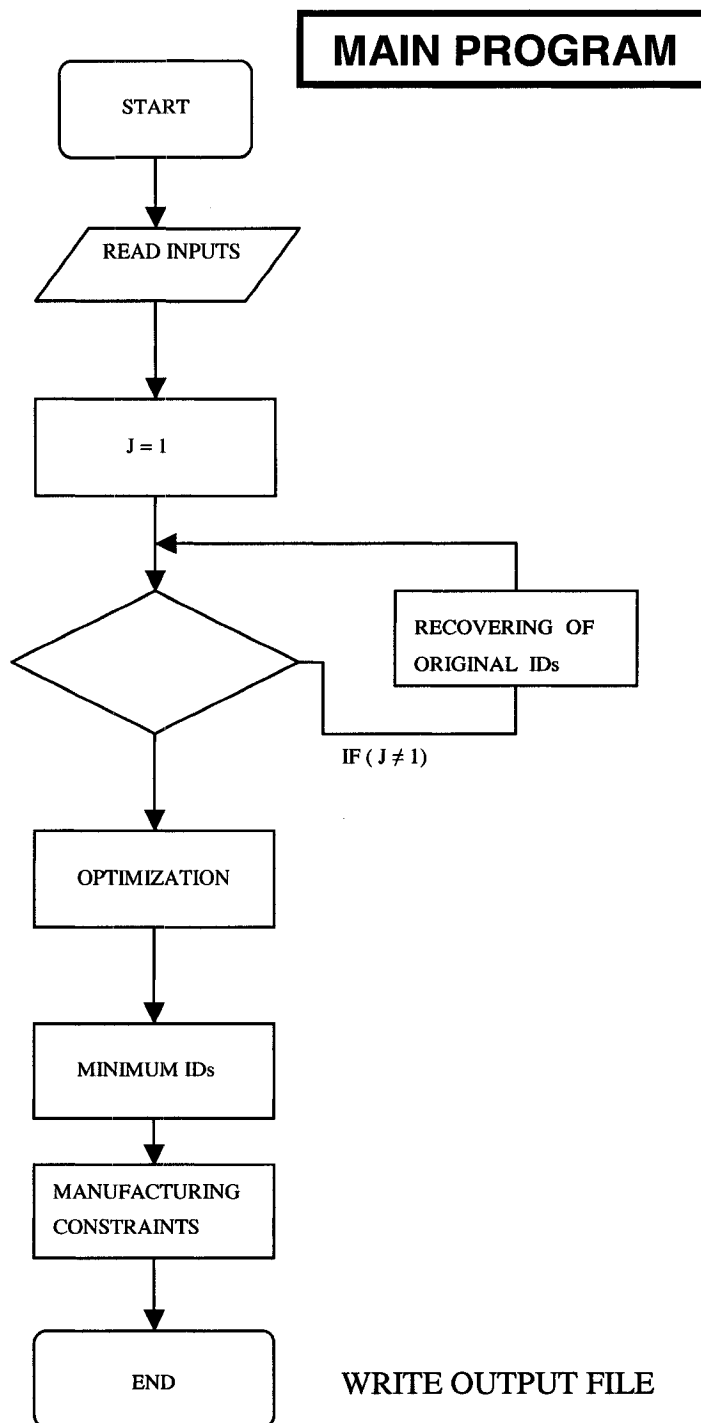 MAIN PROGRAM
START
READ INPUTS
J = 1
RECOVERING OF
ORIGINAL IDs
IF ( J ≠ 1)
OPTIMIZATION
MINIMUM IDs
MANUFACTURING
CONSTRAINTS
END
WRITE OUTPUT FILE